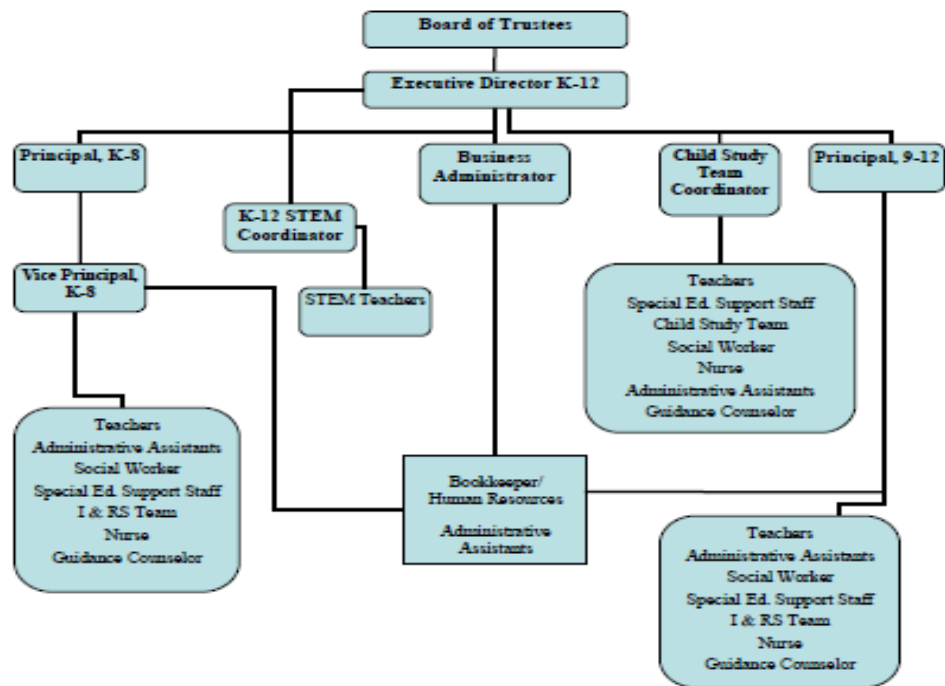 Board of Trustees
Executive Director K-12
Principal, K-8
Business
Administrator
Child Study
Team
Coordinator
Principal, 9-12
K-12 STEM
Coordinator
Vice Principal,
K-8
STEM Teachers
Teachers
Special Ed. Support Staff
Child Study Team
Social Worker
Nurse
Administrative Assistants
Guidance Counselor
Teachers
Administrative Assistants
Social Worker
Special Ed. Support Staff
I & RS Team
Nurse
Guidance Counselor
Bookkeeper/
Human Resources
Administrative
Assistants
Teachers
Administrative Assistants
Social Worker
Special Ed. Support Staff
I & RS Team
Nurse
Guidance Counselor